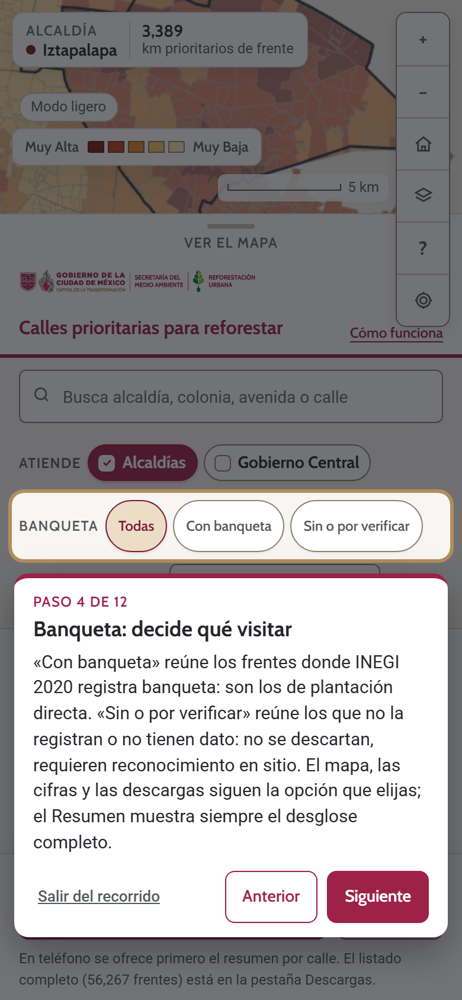 ALCALDÍA
Iztapalapa
3,389
km prioritarios de frente
+
−
Modo ligero
Muy Alta
Muy Baja
5 km
?
VER EL MAPA
GOBIERNO DE LA
CIUDAD DE MÉXICO
CAPITAL DE LA TRANSFORMACIÓN
SECRETARÍA DEL
MEDIO AMBIENTE
REFORESTACIÓN
URBANA
Calles prioritarias para reforestar
Cómo funciona
Busca alcaldía, colonia, avenida o calle
ATIENDE
Alcaldías
Gobierno Central
BANQUETA
Todas
Con banqueta
Sin o por verificar
PASO 4 DE 12
Banqueta: decide qué visitar
«Con banqueta» reúne los frentes donde INEGI
2020 registra banqueta: son los de plantación
directa. «Sin o por verificar» reúne los que no la
registran o no tienen dato: no se descartan,
requieren reconocimiento en sitio. El mapa, las
cifras y las descargas siguen la opción que elijas;
el Resumen muestra siempre el desglose
completo.
Salir del recorrido
Anterior
Siguiente
En teléfono se ofrece primero el resumen por calle. El listado
completo (56,267 frentes) está en la pestaña Descargas.